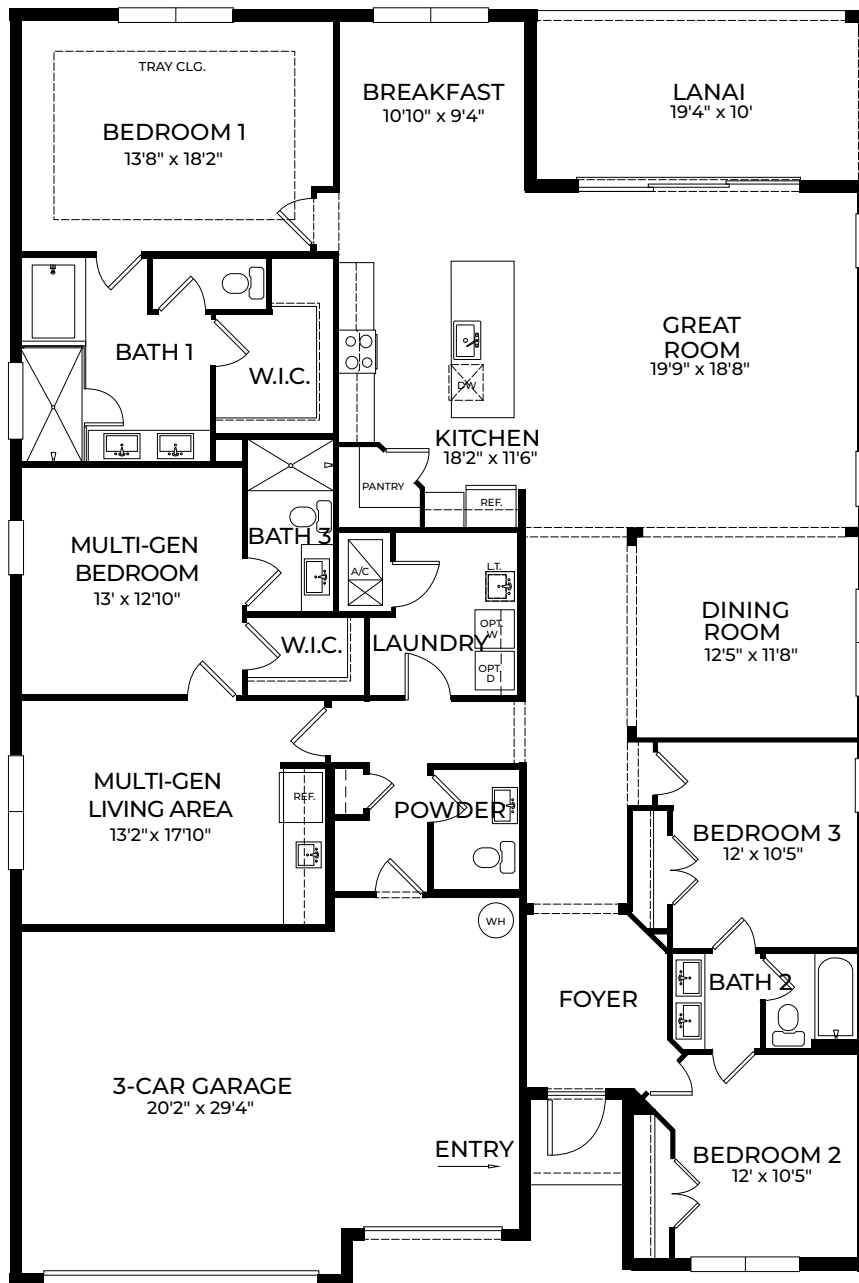 TRAY CLG.
BEDROOM 1
13'8" x 18'2"
BREAKFAST
10'10" x 9'4"
LANAI
19'4" x 10'
BATH 1
W.I.C.
GREAT
ROOM
19'9" x 18'8"
DW
KITCHEN
18'2" x 11'6"
PANTRY
REF.
BATH 3
MULTI-GEN
BEDROOM
13' x 12'10"
A/C
L.T.
OPT.
W
LAUNDRY
OPT.
D
W.I.C.
DINING
ROOM
12'5" x 11'8"
MULTI-GEN
LIVING AREA
13'2"x 17'10"
REF.
POWDER
BEDROOM 3
12' x 10'5"
WH
FOYER
BATH 2
3-CAR GARAGE
20'2" x 29'4"
ENTRY
BEDROOM 2
12' x 10'5"